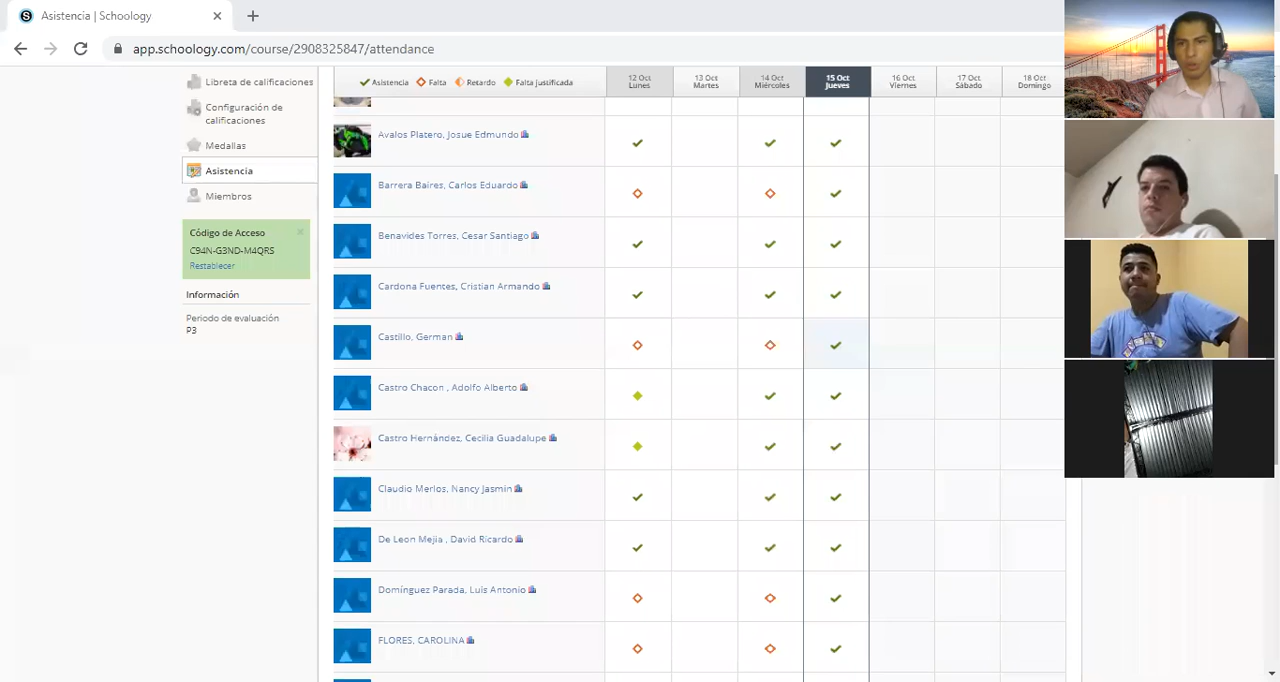 Asistencia | Schoology
app.schoology.com/course/2908325847/attendance
Libreta de calificaciones
Configuración de
calificaciones
Medallas
Asistencia
Miembros
Código de Acceso
C94N-G3ND-M4QRS
Restablecer
Información
Periodo de evaluación
P3
Asistencia Falta Retardo Falta justificada
12 Oct
Lunes
13 Oct
Martes
14 Oct
Miércoles
15 Oct
Jueves
16 Oct
Viernes
17 Oct
Sábado
18 Oct
Domingo
Avalos Platero, Josue Edmundo
Barrera Baires, Carlos Eduardo
Benavides Torres, Cesar Santiago
Cardona Fuentes, Cristian Armando
Castillo, German
Castro Chacon , Adolfo Alberto
Castro Hernández, Cecilia Guadalupe
Claudio Merlos, Nancy Jasmin
De Leon Mejia , David Ricardo
Domínguez Parada, Luis Antonio
FLORES, CAROLINA